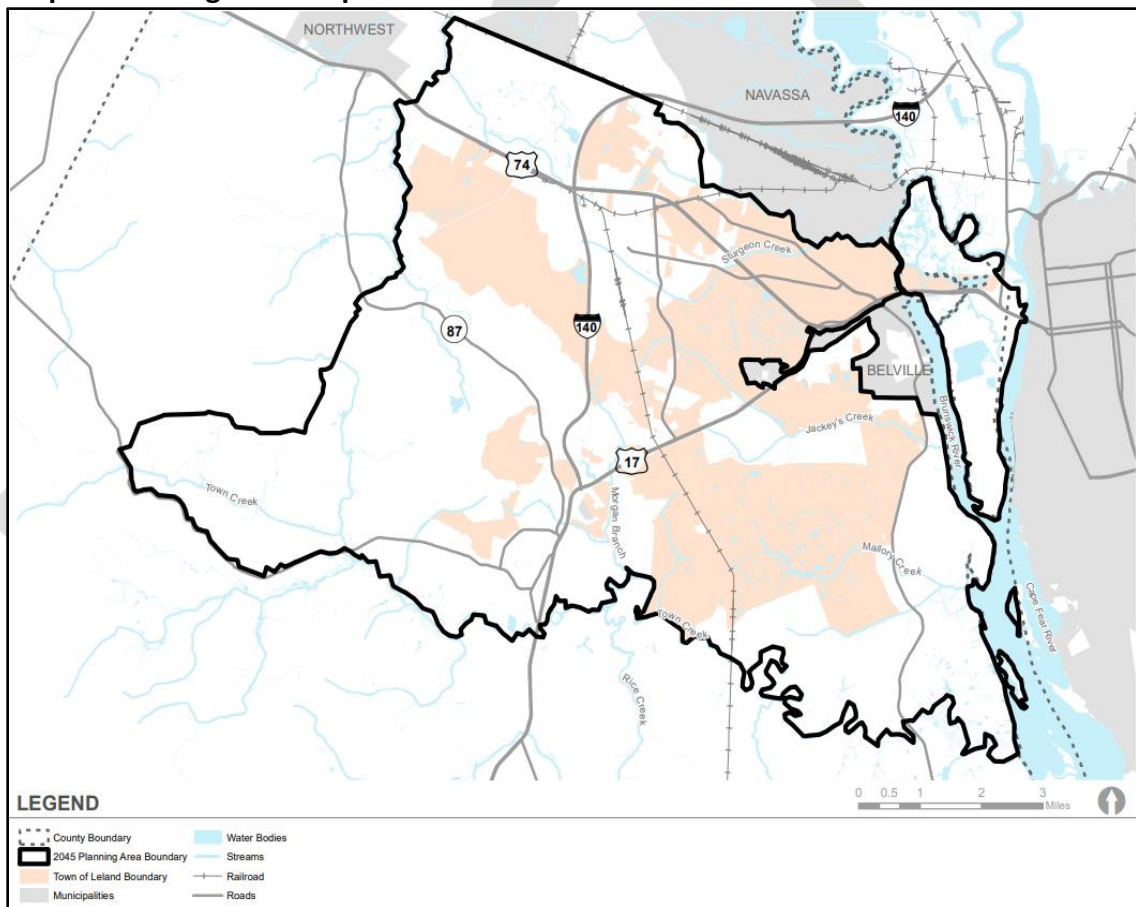 NORTHWEST
NAVASSA
140
74
Sturgeon Creek
87
140
BELVILLE
Brunswick River
Jackey's Creek
17
Town Creek
Morgan Branch
Mallory Creek
Cape Fear River
Town Creek
Rice Creek
LEGEND
0 0.5 1 2 3
Miles
County Boundary
2045 Planning Area Boundary
Town of Leland Boundary
Municipalities
Water Bodies
Streams
Railroad
Roads